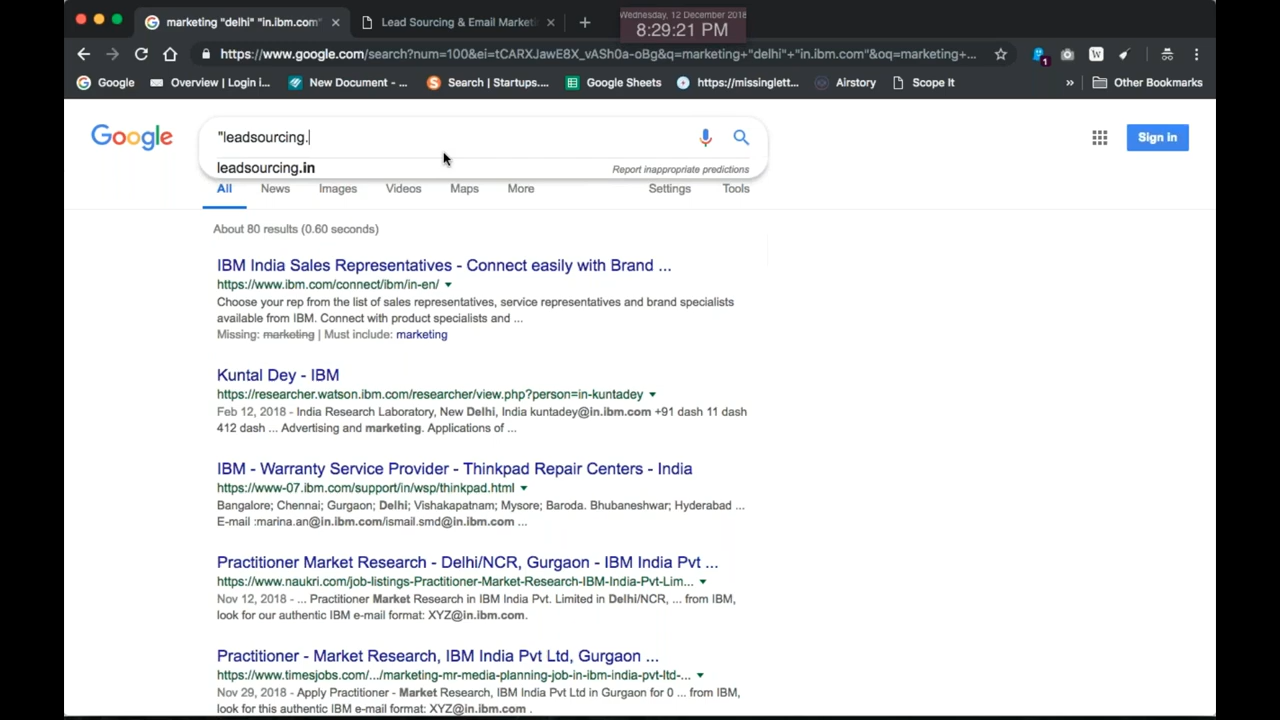 marketing "delhi" "in.ibm.com"
Lead Sourcing & Email Market
Wednesday, 12 December 2018
8:29:21 PM
https://www.google.com/search?num=100&ei=tCARXJawE8X_vASh0a-oBg&q=marketing+"delhi"+"in.ibm.com"&oq=marketing+...
1
W
Google
Overview | Login i...
New Document - ...
Search | Startups....
Google Sheets
https://missinglett...
Airstory
Scope It
»
Other Bookmarks
Google
"leadsourcing.
Sign in
leadsourcing.in
Report inappropriate predictions
All News Images Videos Maps More Settings Tools
About 80 results (0.60 seconds)
IBM India Sales Representatives - Connect easily with Brand ...
https://www.ibm.com/connect/ibm/in-en/
Choose your rep from the list of sales representatives, service representatives and brand specialists
available from IBM. Connect with product specialists and ...
Missing: marketing | Must include: marketing
Kuntal Dey - IBM
https://researcher.watson.ibm.com/researcher/view.php?person=in-kuntadey
Feb 12, 2018 - India Research Laboratory, New Delhi, India kuntadey@in.ibm.com +91 dash 11 dash
412 dash ... Advertising and marketing. Applications of ...
IBM - Warranty Service Provider - Thinkpad Repair Centers - India
https://www-07.ibm.com/support/in/wsp/thinkpad.html
Bangalore; Chennai; Gurgaon; Delhi; Vishakapatnam; Mysore; Baroda. Bhubaneshwar; Hyderabad ...
E-mail :marina.an@in.ibm.com/ismail.smd@in.ibm.com ...
Practitioner Market Research - Delhi/NCR, Gurgaon - IBM India Pvt ...
https://www.naukri.com/job-listings-Practitioner-Market-Research-IBM-India-Pvt-Lim...
Nov 12, 2018 - ... Practitioner Market Research in IBM India Pvt. Limited in Delhi/NCR, ... from IBM,
look for our authentic IBM e-mail format: XYZ@in.ibm.com.
Practitioner - Market Research, IBM India Pvt Ltd, Gurgaon ...
https://www.timesjobs.com/.../marketing-mr-media-planning-job-in-ibm-india-pvt-ltd-...
Nov 29, 2018 - Apply Practitioner - Market Research, IBM India Pvt Ltd in Gurgaon for 0 ... from IBM,
look for this authentic IBM e-mail format: XYZ@in.ibm.com .